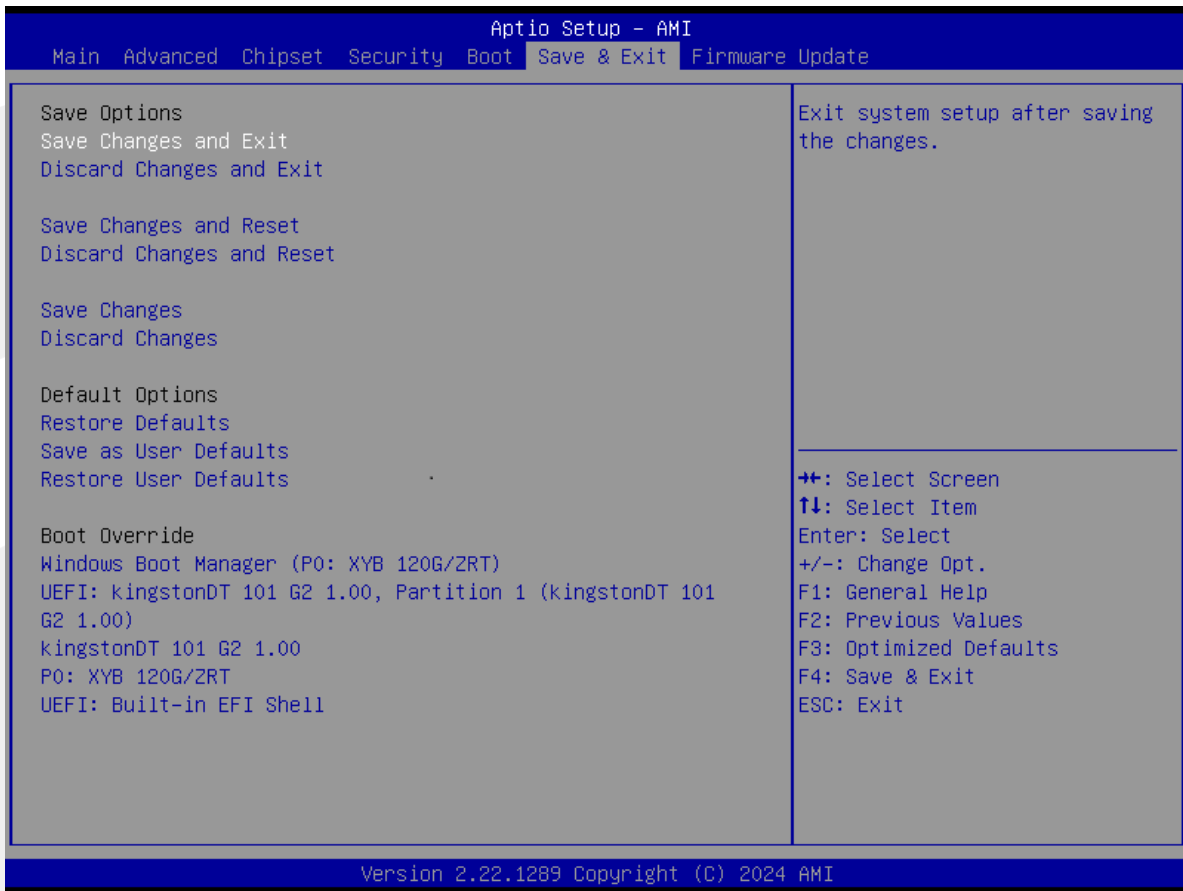 Aptio Setup – AMI
Main Advanced Chipset Security Boot Save & Exit Firmware Update
Save Options
Save Changes and Exit
Discard Changes and Exit
Save Changes and Reset
Discard Changes and Reset
Save Changes
Discard Changes
Default Options
Restore Defaults
Save as User Defaults
Restore User Defaults
Boot Override
Windows Boot Manager (P0: XYB 120G/ZRT)
UEFI: kingstonDT 101 G2 1.00, Partition 1 (kingstonDT 101
G2 1.00)
kingstonDT 101 G2 1.00
P0: XYB 120G/ZRT
UEFI: Built-in EFI Shell
Exit system setup after saving
the changes.
→←: Select Screen
↑↓: Select Item
Enter: Select
+/-: Change Opt.
F1: General Help
F2: Previous Values
F3: Optimized Defaults
F4: Save & Exit
ESC: Exit
Version 2.22.1289 Copyright (C) 2024 AMI